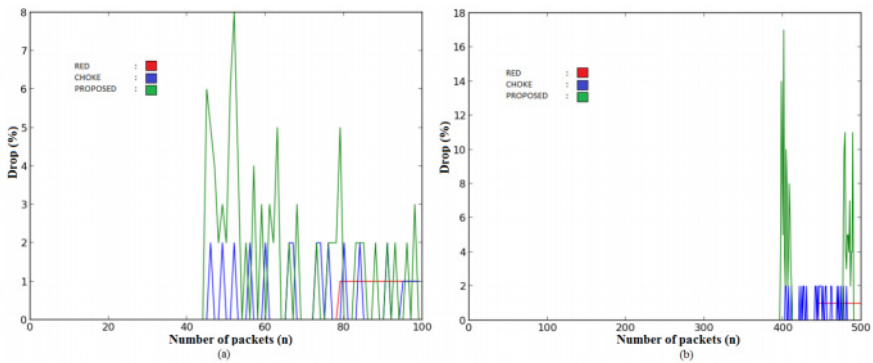 8
7
6
5
4
3
2
1
0
Drop (%)
RED :
CHOKE :
PROPOSED :
0 20 40 60 80 100
Number of packets (n)
(a)
18
16
14
12
10
8
6
4
2
0
Drop (%)
RED :
CHOKE :
PROPOSED :
0 100 200 300 400 500
Number of packets (n)
(b)